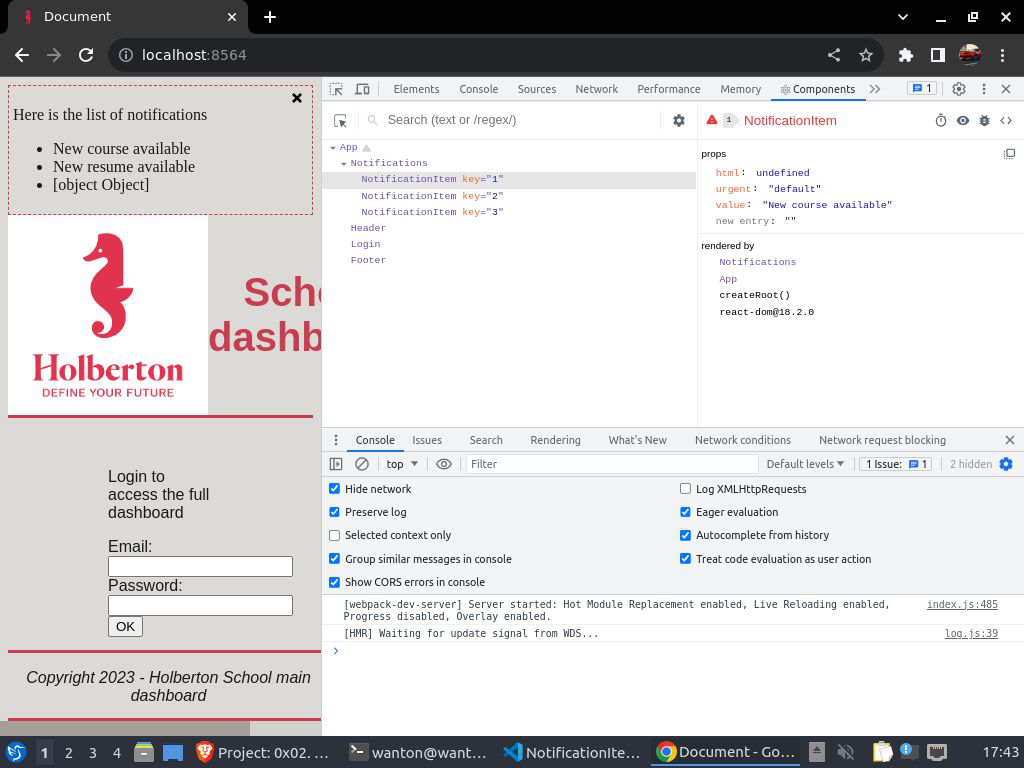 Document
localhost:8564
Here is the list of notifications
New course available
New resume available
[object Object]
Holberton
DEFINE YOUR FUTURE
Scho
dashb
Login to
access the full
dashboard
Email:
Password:
OK
Copyright 2023 - Holberton School main
dashboard
Elements Console Sources Network Performance Memory Components 1
Search (text or /regex/)
1 NotificationItem
App
Notifications
NotificationItem key="1"
NotificationItem key="2"
NotificationItem key="3"
Header
Login
Footer
props
html: undefined
urgent: "default"
value: "New course available"
new entry: ""
rendered by
Notifications
App
createRoot()
react-dom@18.2.0
Console Issues Search Rendering What's New Network conditions Network request blocking
top Filter Default levels 1 Issue: 1 2 hidden
Hide network Log XMLHttpRequests
Preserve log Eager evaluation
Selected context only Autocomplete from history
Group similar messages in console Treat code evaluation as user action
Show CORS errors in console
[webpack-dev-server] Server started: Hot Module Replacement enabled, Live Reloading enabled, index.js:485
Progress disabled, Overlay enabled.
[HMR] Waiting for update signal from WDS... log.js:39
1 2 3 4 Project: 0x02. ... wanton@want... NotificationIte... Document - Go... 17:43